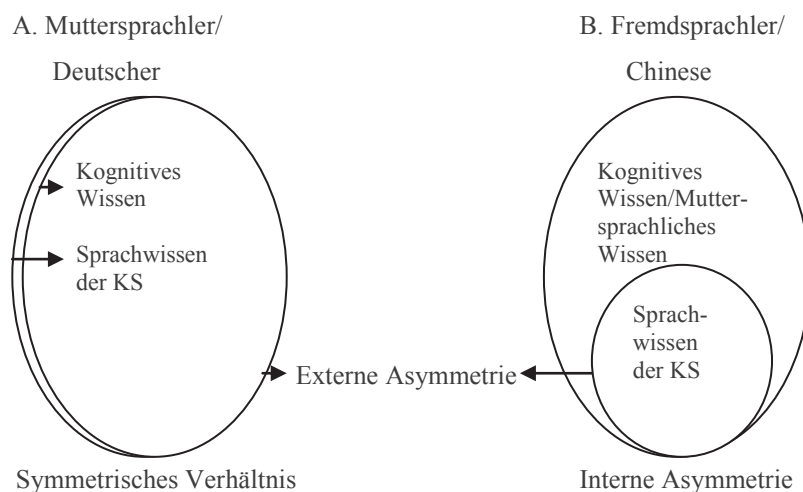 A. Muttersprachler/
Deutscher
Kognitives
Wissen
Sprachwissen
der KS
Symmetrisches Verhältnis
Externe Asymmetrie
B. Fremdsprachler/
Chinese
Kognitives
Wissen/Mutter-
sprachliches
Wissen
Sprach-
wissen
der KS
Interne Asymmetrie